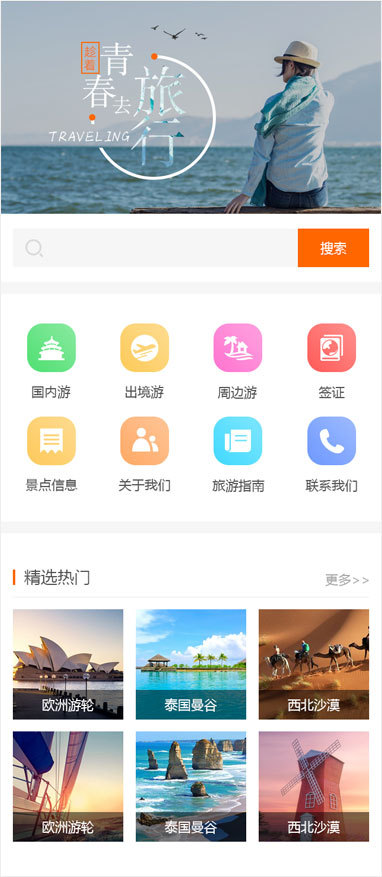 趁着
青春去旅行
TRAVELING
搜索
国内游 出境游 周边游 签证
景点信息 关于我们 旅游指南 联系我们
精选热门 更多>>
欧洲游轮 泰国曼谷 西北沙漠
欧洲游轮 泰国曼谷 西北沙漠